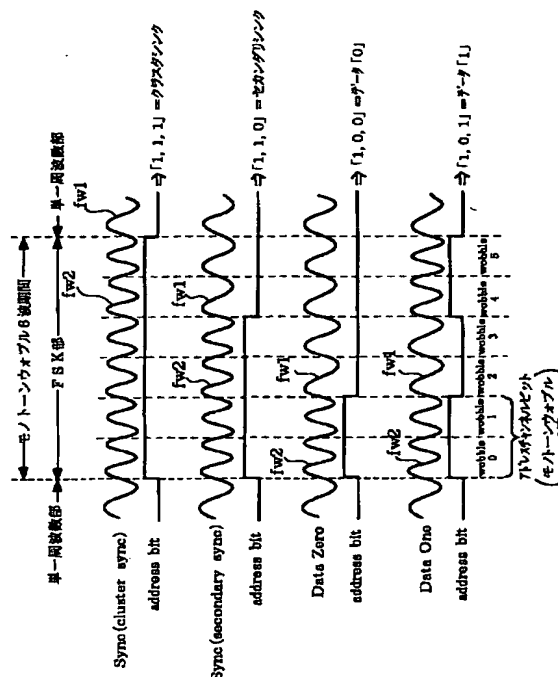 モノトーンウォブル6波期間
単一周波数部
FSK部
単一周波数部
fw2
fw1
Sync(cluster sync)
address bit
⇒「1, 1, 1」=クラスタシンク
fw2
fw1
Sync(secondary sync)
address bit
⇒「1, 1, 0」=セカンダリシンク
fw2
fw1
Data Zero
address bit
⇒「1, 0, 0」=データ「0」
fw2
fw1
Data One
address bit
⇒「1, 0, 1」=データ「1」
wobble wobble wobble wobble wobble wobble
0 1 2 3 4 5
アドレスチャンネルビット
(モノトーンウォブル)